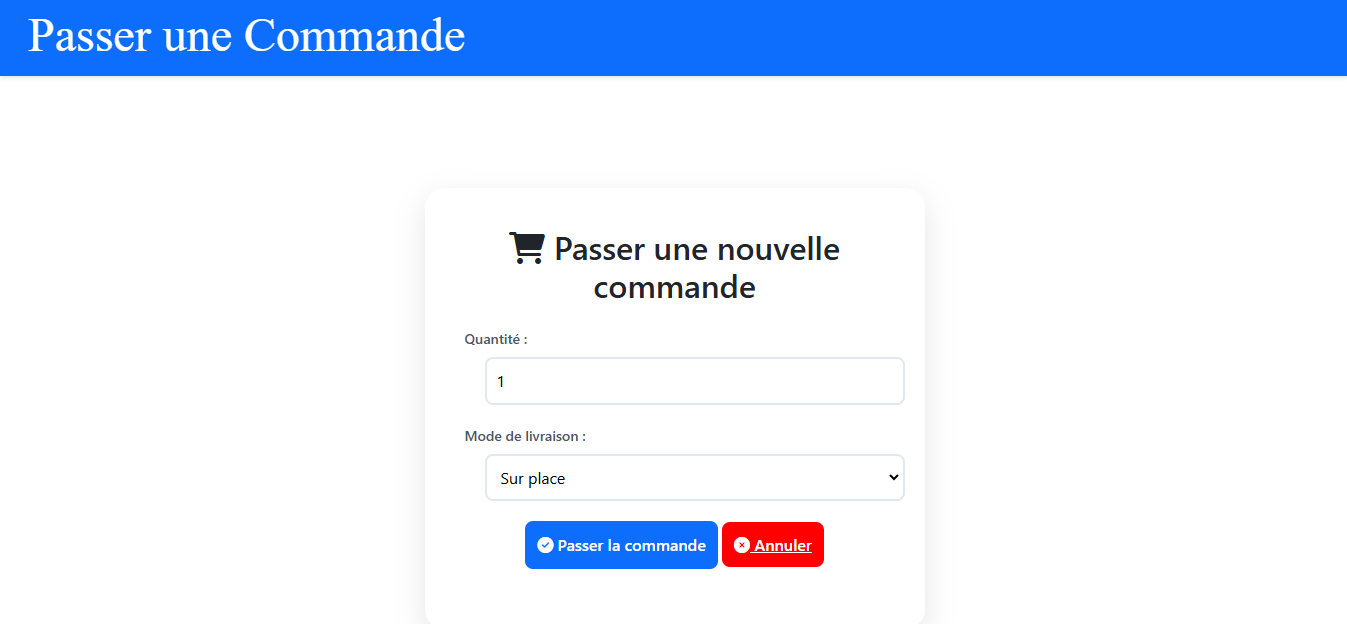 Passer une Commande
Passer une nouvelle
commande
Quantité :
1
Mode de livraison :
Sur place
Passer la commande Annuler